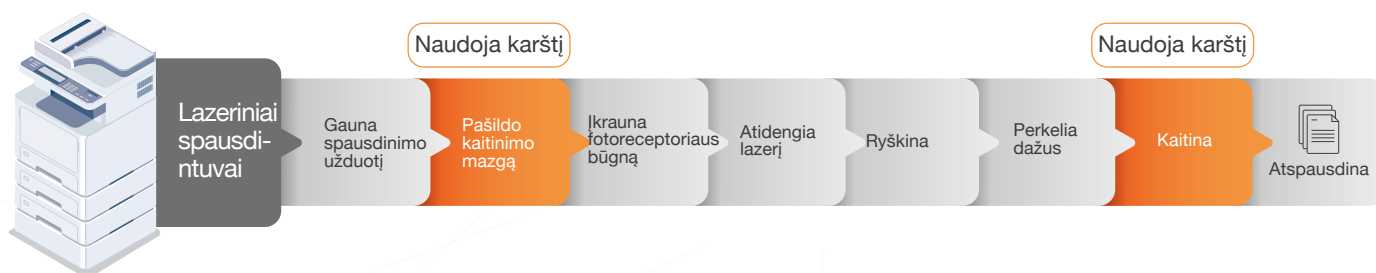 Naudoja karštį
Naudoja karštį
Lazeriniai
spausdi-
ntuvai
Gauna
spausdinimo
užduotį
Pašildo
kaitinimo
mazgą
Įkrauna
fotoreceptoriaus
būgną
Atidengia
lazerį
Ryškina
Perkelia
dažus
Kaitina
Atspausdina